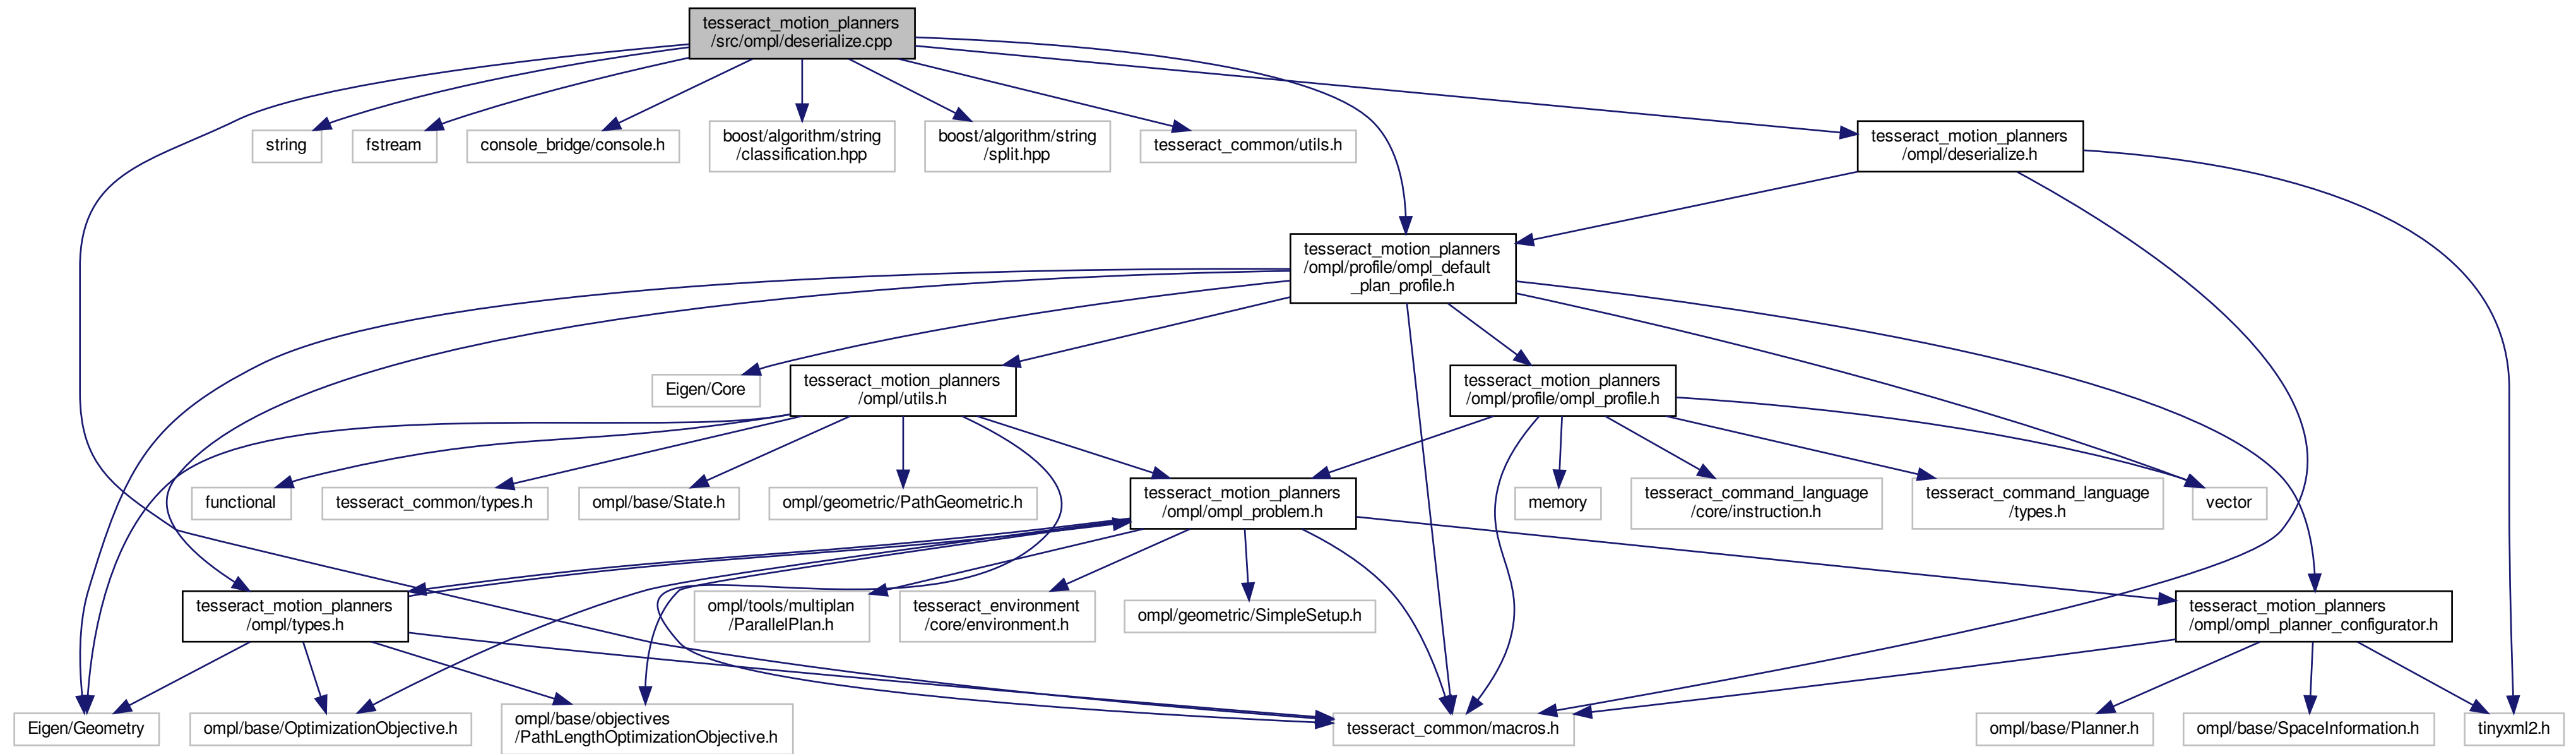 tesseract_motion_planners
/src/ompl/deserialize.cpp
string
fstream
console_bridge/console.h
boost/algorithm/string
/classification.hpp
boost/algorithm/string
/split.hpp
tesseract_common/utils.h
tesseract_motion_planners
/ompl/deserialize.h
tesseract_motion_planners
/ompl/profile/ompl_default
_plan_profile.h
Eigen/Core
tesseract_motion_planners
/ompl/utils.h
tesseract_motion_planners
/ompl/profile/ompl_profile.h
functional
tesseract_common/types.h
ompl/base/State.h
ompl/geometric/PathGeometric.h
tesseract_motion_planners
/ompl/ompl_problem.h
memory
tesseract_command_language
/core/instruction.h
tesseract_command_language
/types.h
vector
tesseract_motion_planners
/ompl/types.h
ompl/tools/multiplan
/ParallelPlan.h
tesseract_environment
/core/environment.h
ompl/geometric/SimpleSetup.h
tesseract_motion_planners
/ompl/ompl_planner_configurator.h
Eigen/Geometry
ompl/base/OptimizationObjective.h
ompl/base/objectives
/PathLengthOptimizationObjective.h
tesseract_common/macros.h
ompl/base/Planner.h
ompl/base/SpaceInformation.h
tinyxml2.h